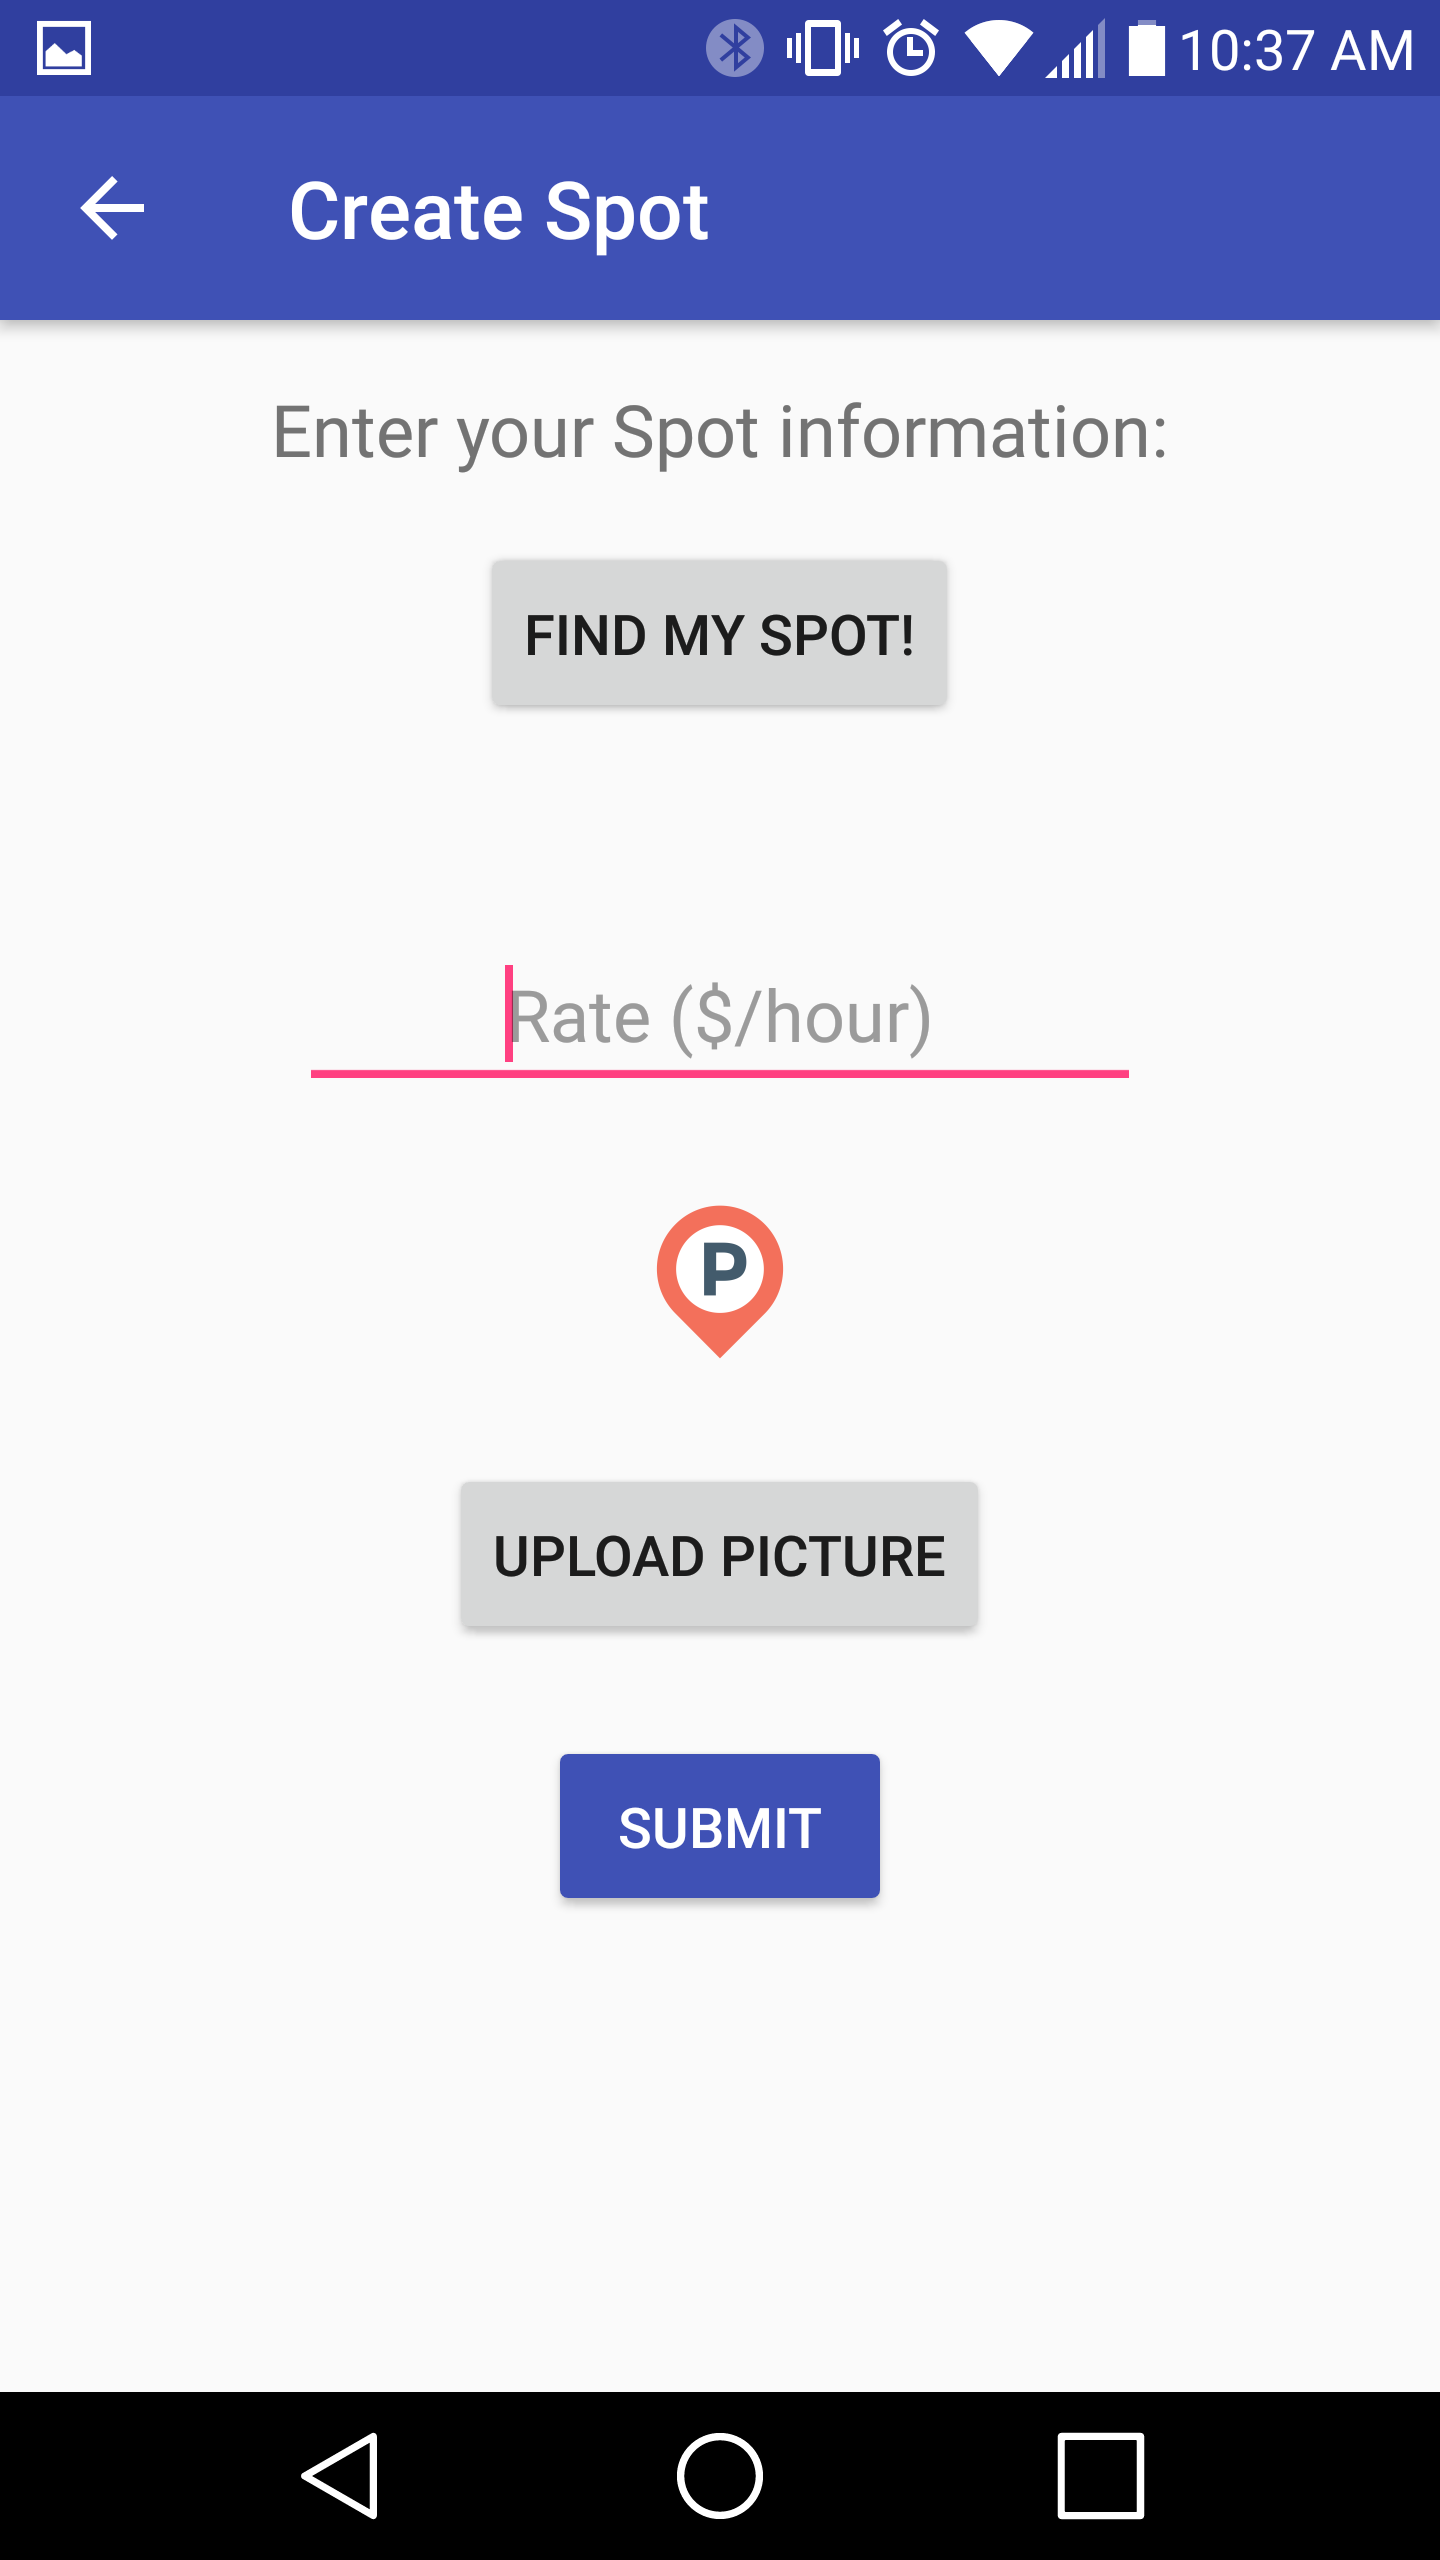 10:37 AM
Create Spot
Enter your Spot information:
FIND MY SPOT!
Rate ($/hour)
P
UPLOAD PICTURE
SUBMIT